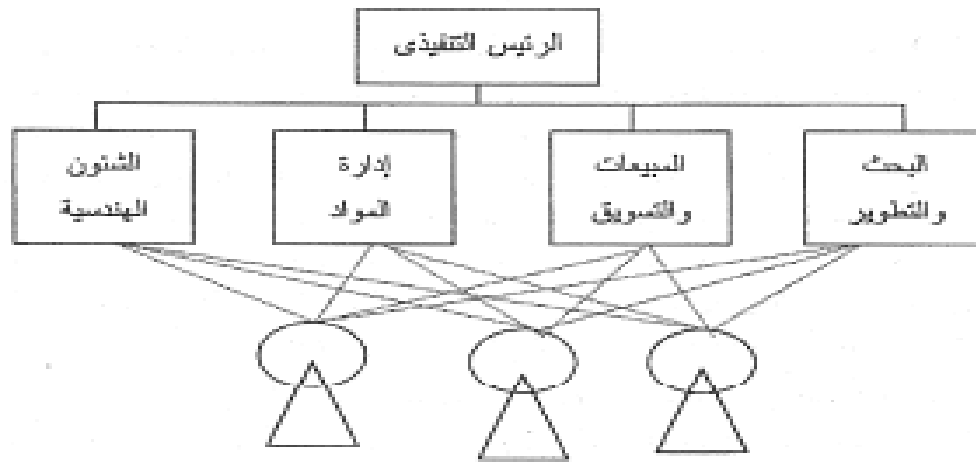 الرئيس التنفيذى
البحث
والتطوير
المبيعات
والتسويق
إدارة
المواد
الشئون
الهندسية